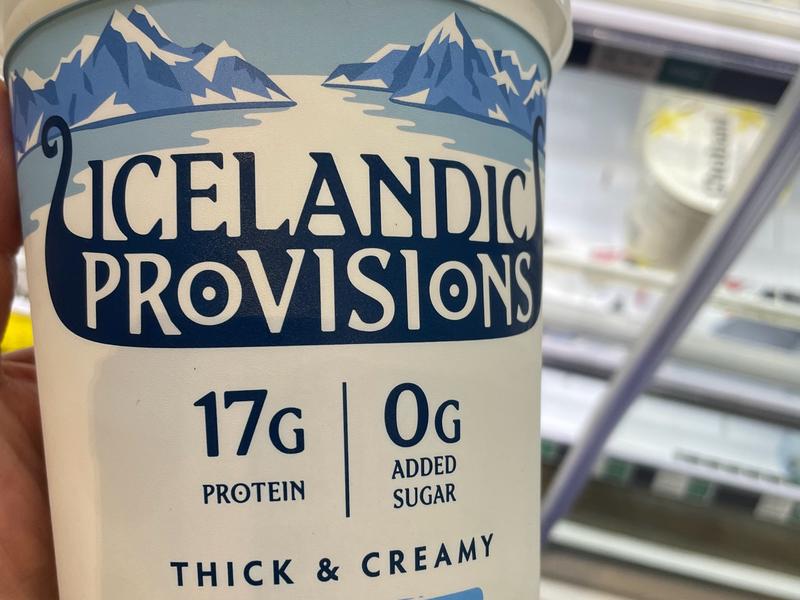 ICELANDIC
PROVISIONS
17G
PROTEIN
0G
ADDED
SUGAR
THICK & CREAMY